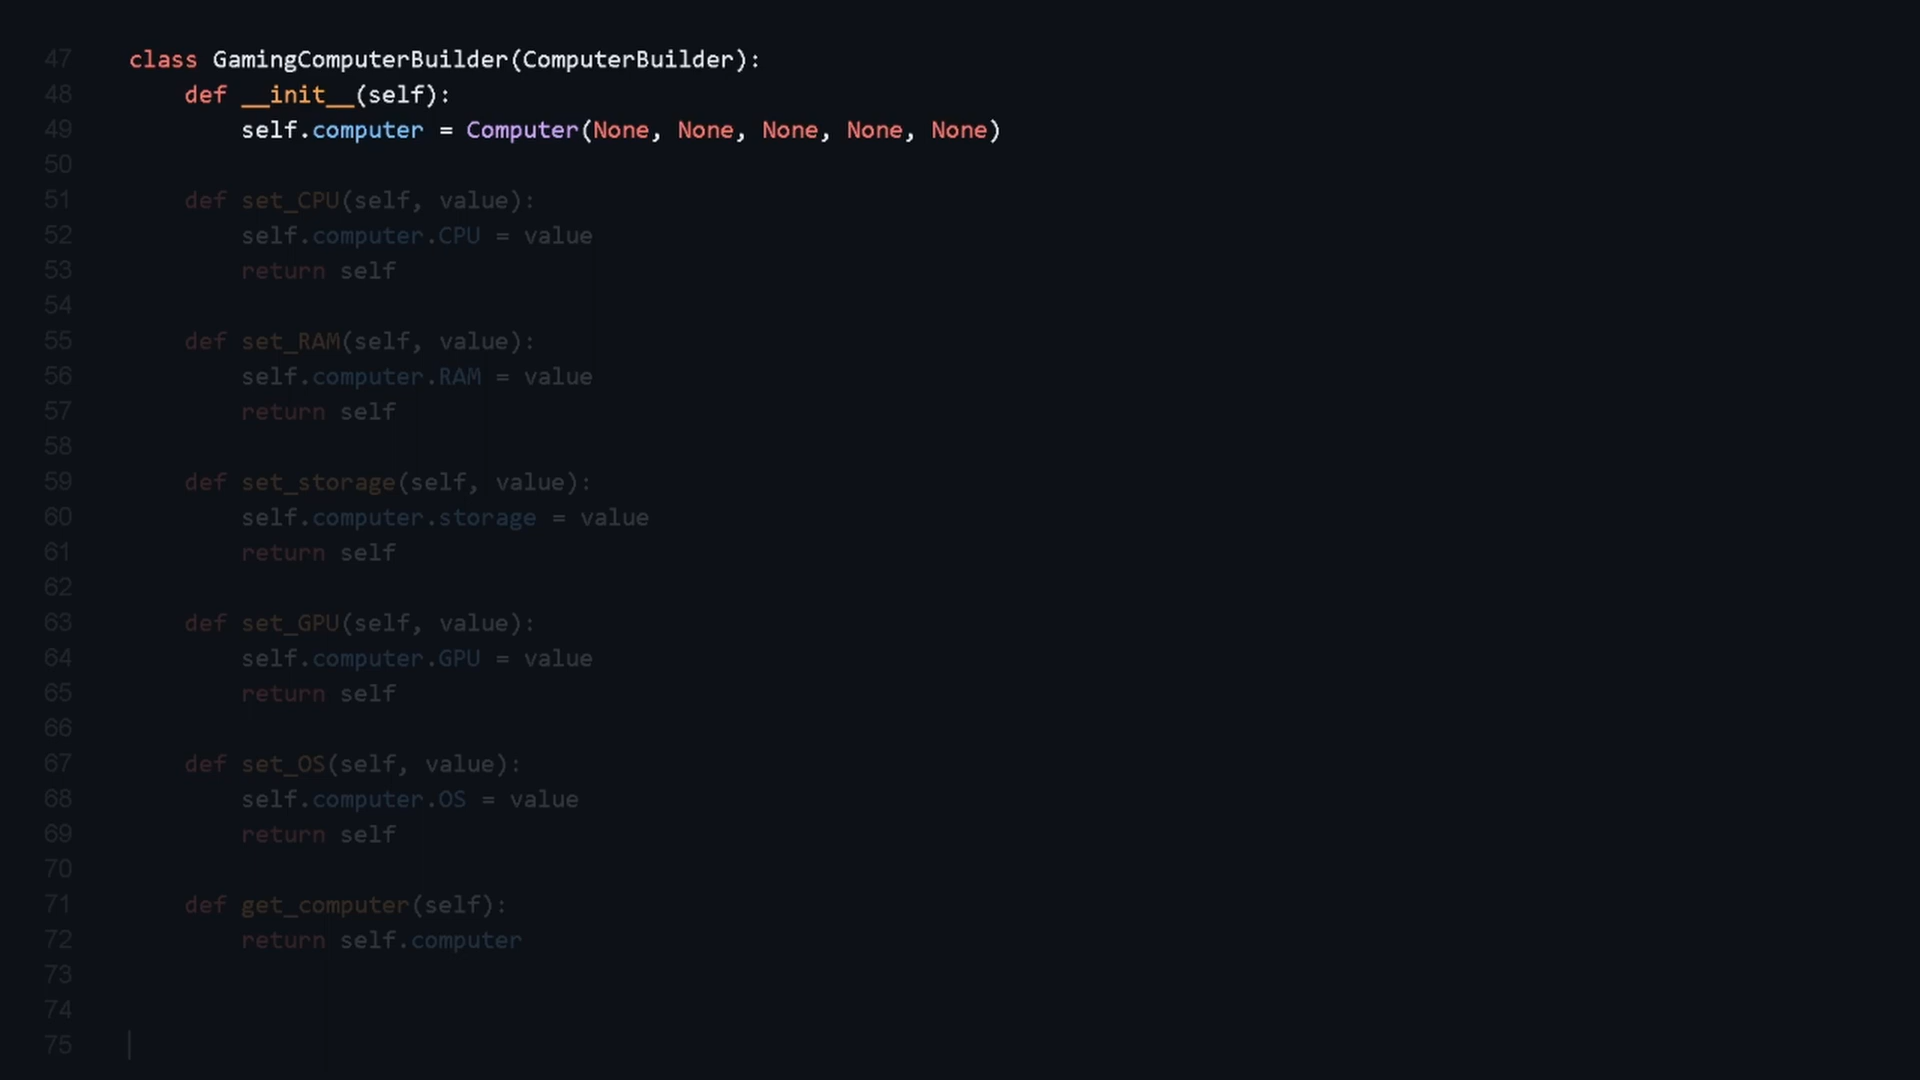 47 class GamingComputerBuilder(ComputerBuilder):
48     def __init__(self):
49         self.computer = Computer(None, None, None, None, None)
50
51     def set_CPU(self, value):
52         self.computer.CPU = value
53         return self
54
55     def set_RAM(self, value):
56         self.computer.RAM = value
57         return self
58
59     def set_storage(self, value):
60         self.computer.storage = value
61         return self
62
63     def set_GPU(self, value):
64         self.computer.GPU = value
65         return self
66
67     def set_OS(self, value):
68         self.computer.OS = value
69         return self
70
71     def get_computer(self):
72         return self.computer
73
74
75